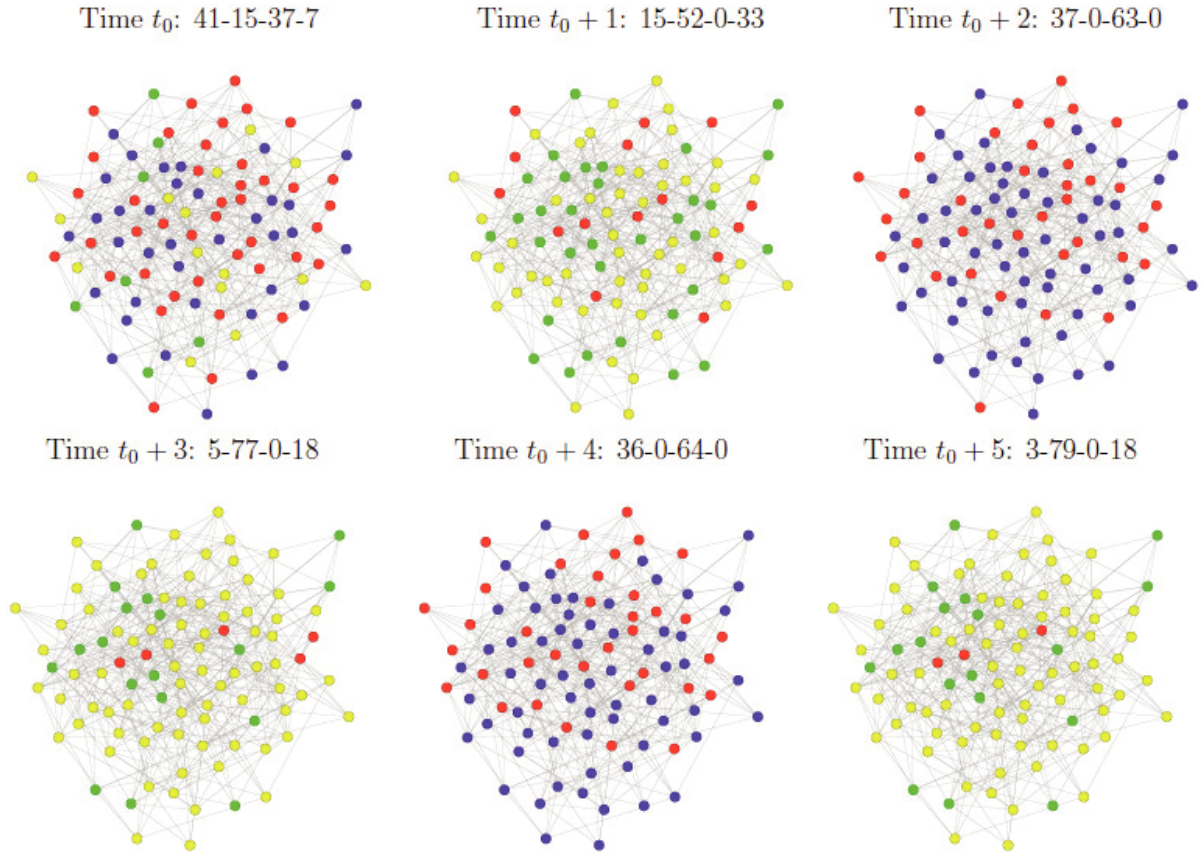 Time t₀: 41-15-37-7
Time t₀ + 1: 15-52-0-33
Time t₀ + 2: 37-0-63-0
Time t₀ + 3: 5-77-0-18
Time t₀ + 4: 36-0-64-0
Time t₀ + 5: 3-79-0-18